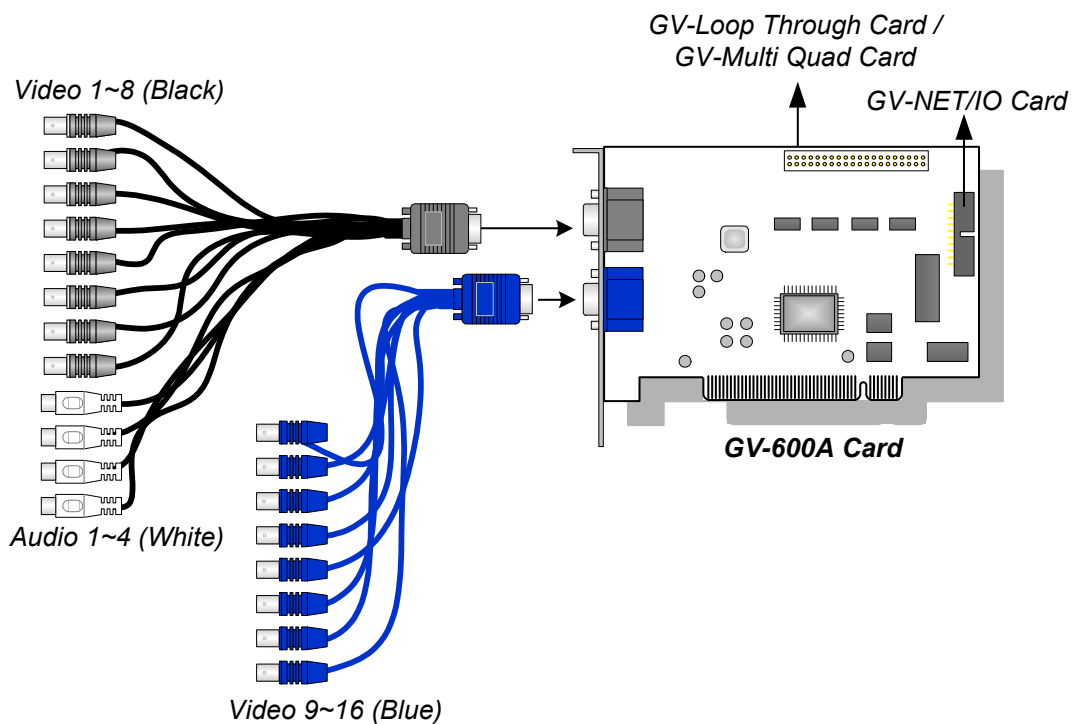 GV-Loop Through Card /
GV-Multi Quad Card
GV-NET/IO Card
Video 1~8 (Black)
GV-600A Card
Audio 1~4 (White)
Video 9~16 (Blue)